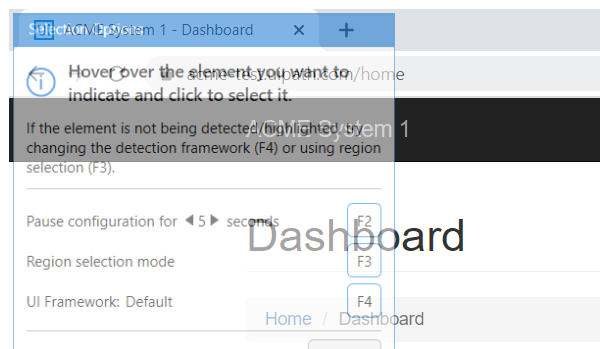 Selection Options
ACME System 1 - Dashboard
acme-test.uipath.com/home
Hover over the element you want to
indicate and click to select it.
ACME System 1
If the element is not being detected/highlighted, try
changing the detection framework (F4) or using region
selection (F3).
Pause configuration for 5 seconds F2
Dashboard
Region selection mode F3
UI Framework: Default F4
Home / Dashboard